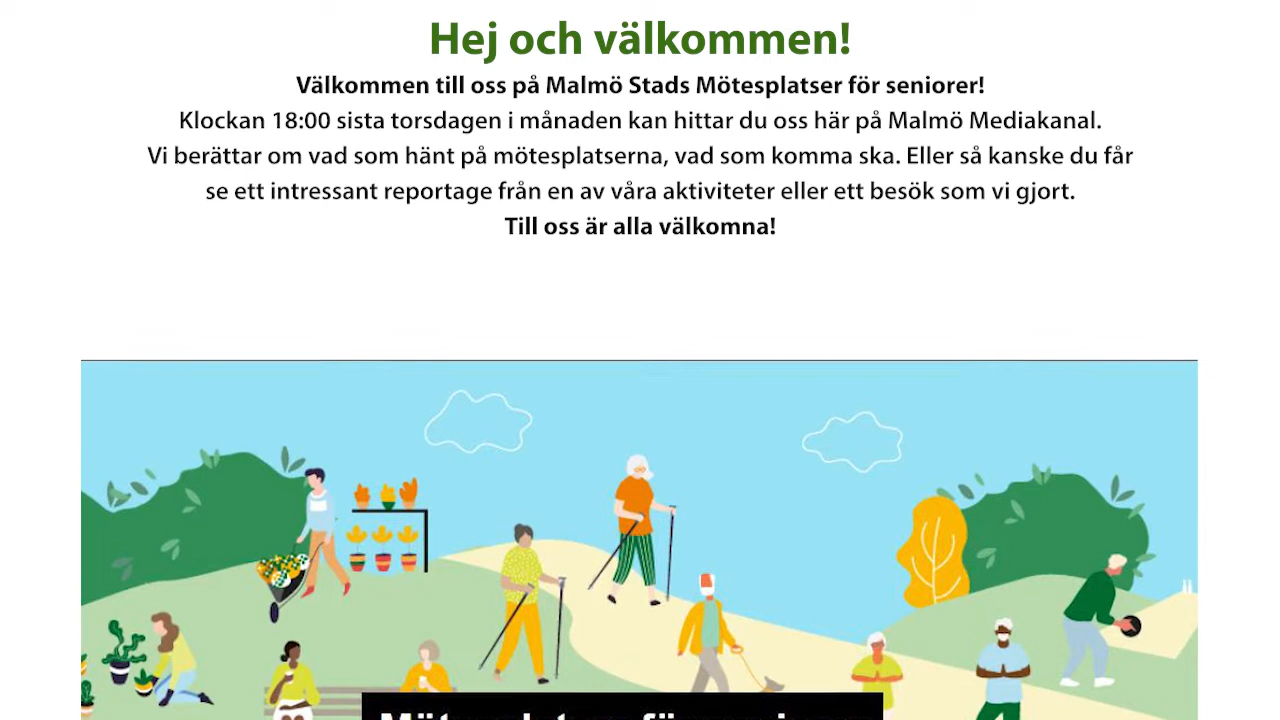 Hej och välkommen!
Välkommen till oss på Malmö Stads Mötesplatser för seniorer!
Klockan 18:00 sista torsdagen i månaden kan hittar du oss här på Malmö Mediakanal.
Vi berättar om vad som hänt på mötesplatserna, vad som komma ska. Eller så kanske du får
se ett intressant reportage från en av våra aktiviteter eller ett besök som vi gjort.
Till oss är alla välkomna!